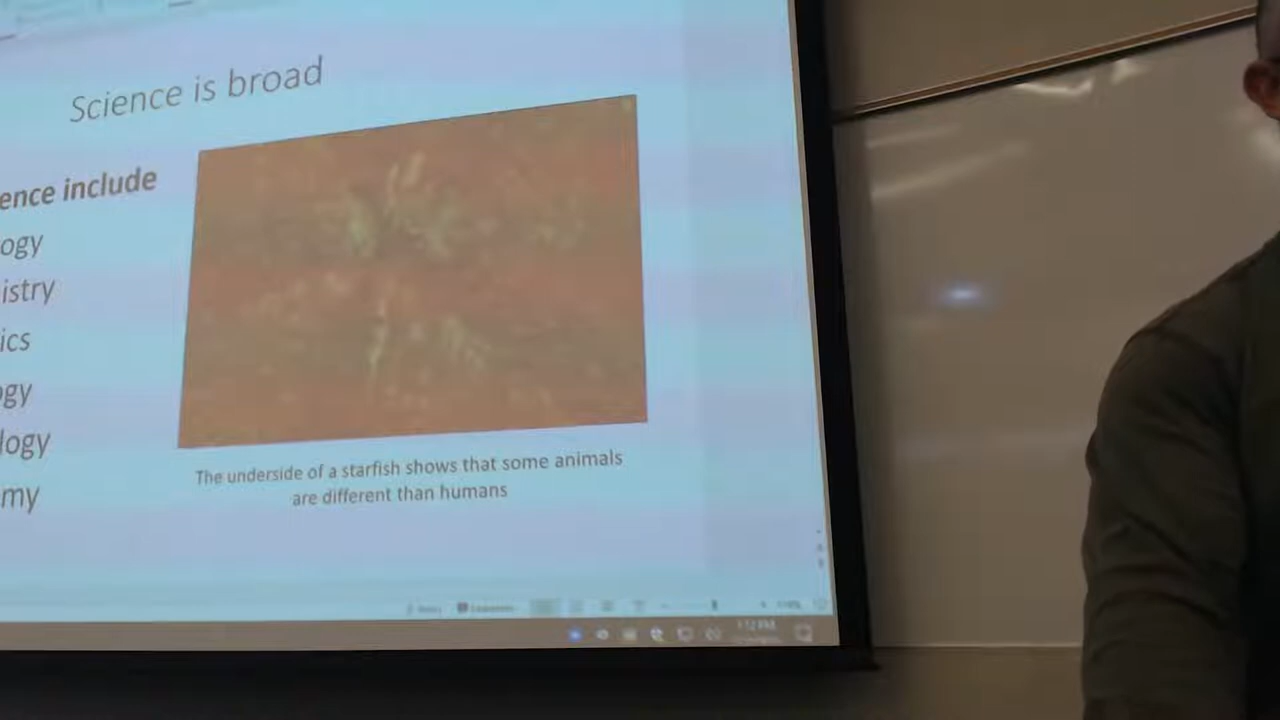 Science is broad
ence include
ogy
istry
ics
ogy
logy
my
The underside of a starfish shows that some animals
are different than humans